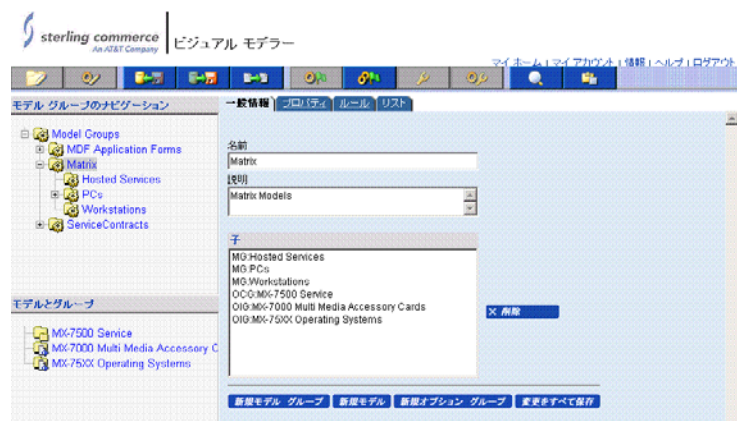 sterling commerce
An AT&T Company
ビジュアル モデラー
マイ ホーム | マイ アカウント | 情報 | ヘルプ | ログアウト
モデル グループのナビゲーション
Model Groups
MDF Application Forms
Matrix
Hosted Services
PCs
Workstations
ServiceContracts
モデルとグループ
MX-7500 Service
MX-7000 Multi Media Accessory C
MX-75XX Operating Systems
一般情報 プロパティ ルール リスト
名前
Matrix
説明
Matrix Models
子
MG:Hosted Services
MG:PCs
MG:Workstations
OCG:MX-7500 Service
OIG:MX-7000 Multi Media Accessory Cards
OIG:MX-75XX Operating Systems
X 削除
新規モデル グループ 新規モデル 新規オプション グループ 変更をすべて保存